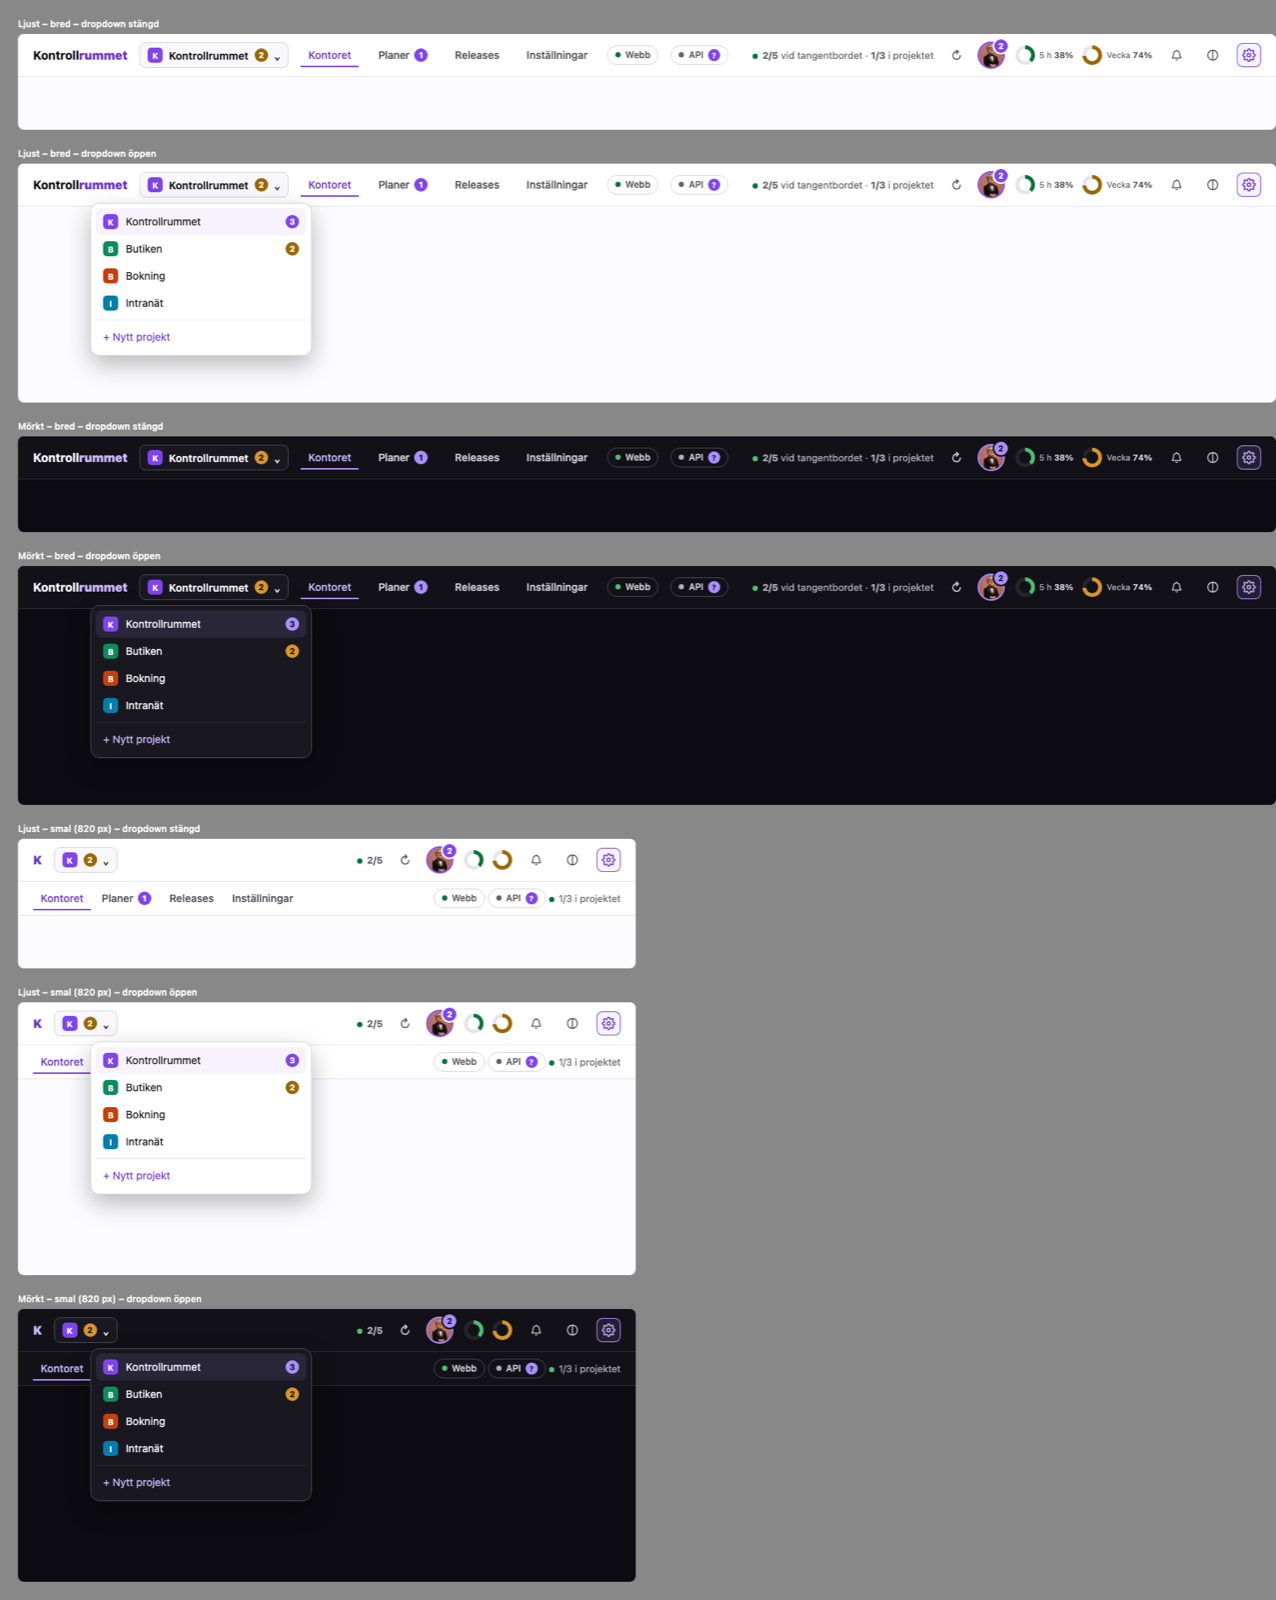 Ljust – bred – dropdown stängd
Kontrollrummet K Kontrollrummet 2 Kontoret Planer 1 Releases Inställningar Webb API ? 2/5 vid tangentbordet · 1/3 i projektet 2 5 h 38% Vecka 74%
Ljust – bred – dropdown öppen
Kontrollrummet K Kontrollrummet 2 Kontoret Planer 1 Releases Inställningar Webb API ? 2/5 vid tangentbordet · 1/3 i projektet 2 5 h 38% Vecka 74%
K Kontrollrummet 3
B Butiken 2
B Bokning
I Intranät
+ Nytt projekt
Mörkt – bred – dropdown stängd
Kontrollrummet K Kontrollrummet 2 Kontoret Planer 1 Releases Inställningar Webb API ? 2/5 vid tangentbordet · 1/3 i projektet 2 5 h 38% Vecka 74%
Mörkt – bred – dropdown öppen
Kontrollrummet K Kontrollrummet 2 Kontoret Planer 1 Releases Inställningar Webb API ? 2/5 vid tangentbordet · 1/3 i projektet 2 5 h 38% Vecka 74%
K Kontrollrummet 3
B Butiken 2
B Bokning
I Intranät
+ Nytt projekt
Ljust – smal (820 px) – dropdown stängd
K K 2 2/5 2
Kontoret Planer 1 Releases Inställningar Webb API ? 1/3 i projektet
Ljust – smal (820 px) – dropdown öppen
K K 2 2/5 2
Kontoret Webb API ? 1/3 i projektet
K Kontrollrummet 3
B Butiken 2
B Bokning
I Intranät
+ Nytt projekt
Mörkt – smal (820 px) – dropdown öppen
K K 2 2/5 2
Kontoret Webb API ? 1/3 i projektet
K Kontrollrummet 3
B Butiken 2
B Bokning
I Intranät
+ Nytt projekt